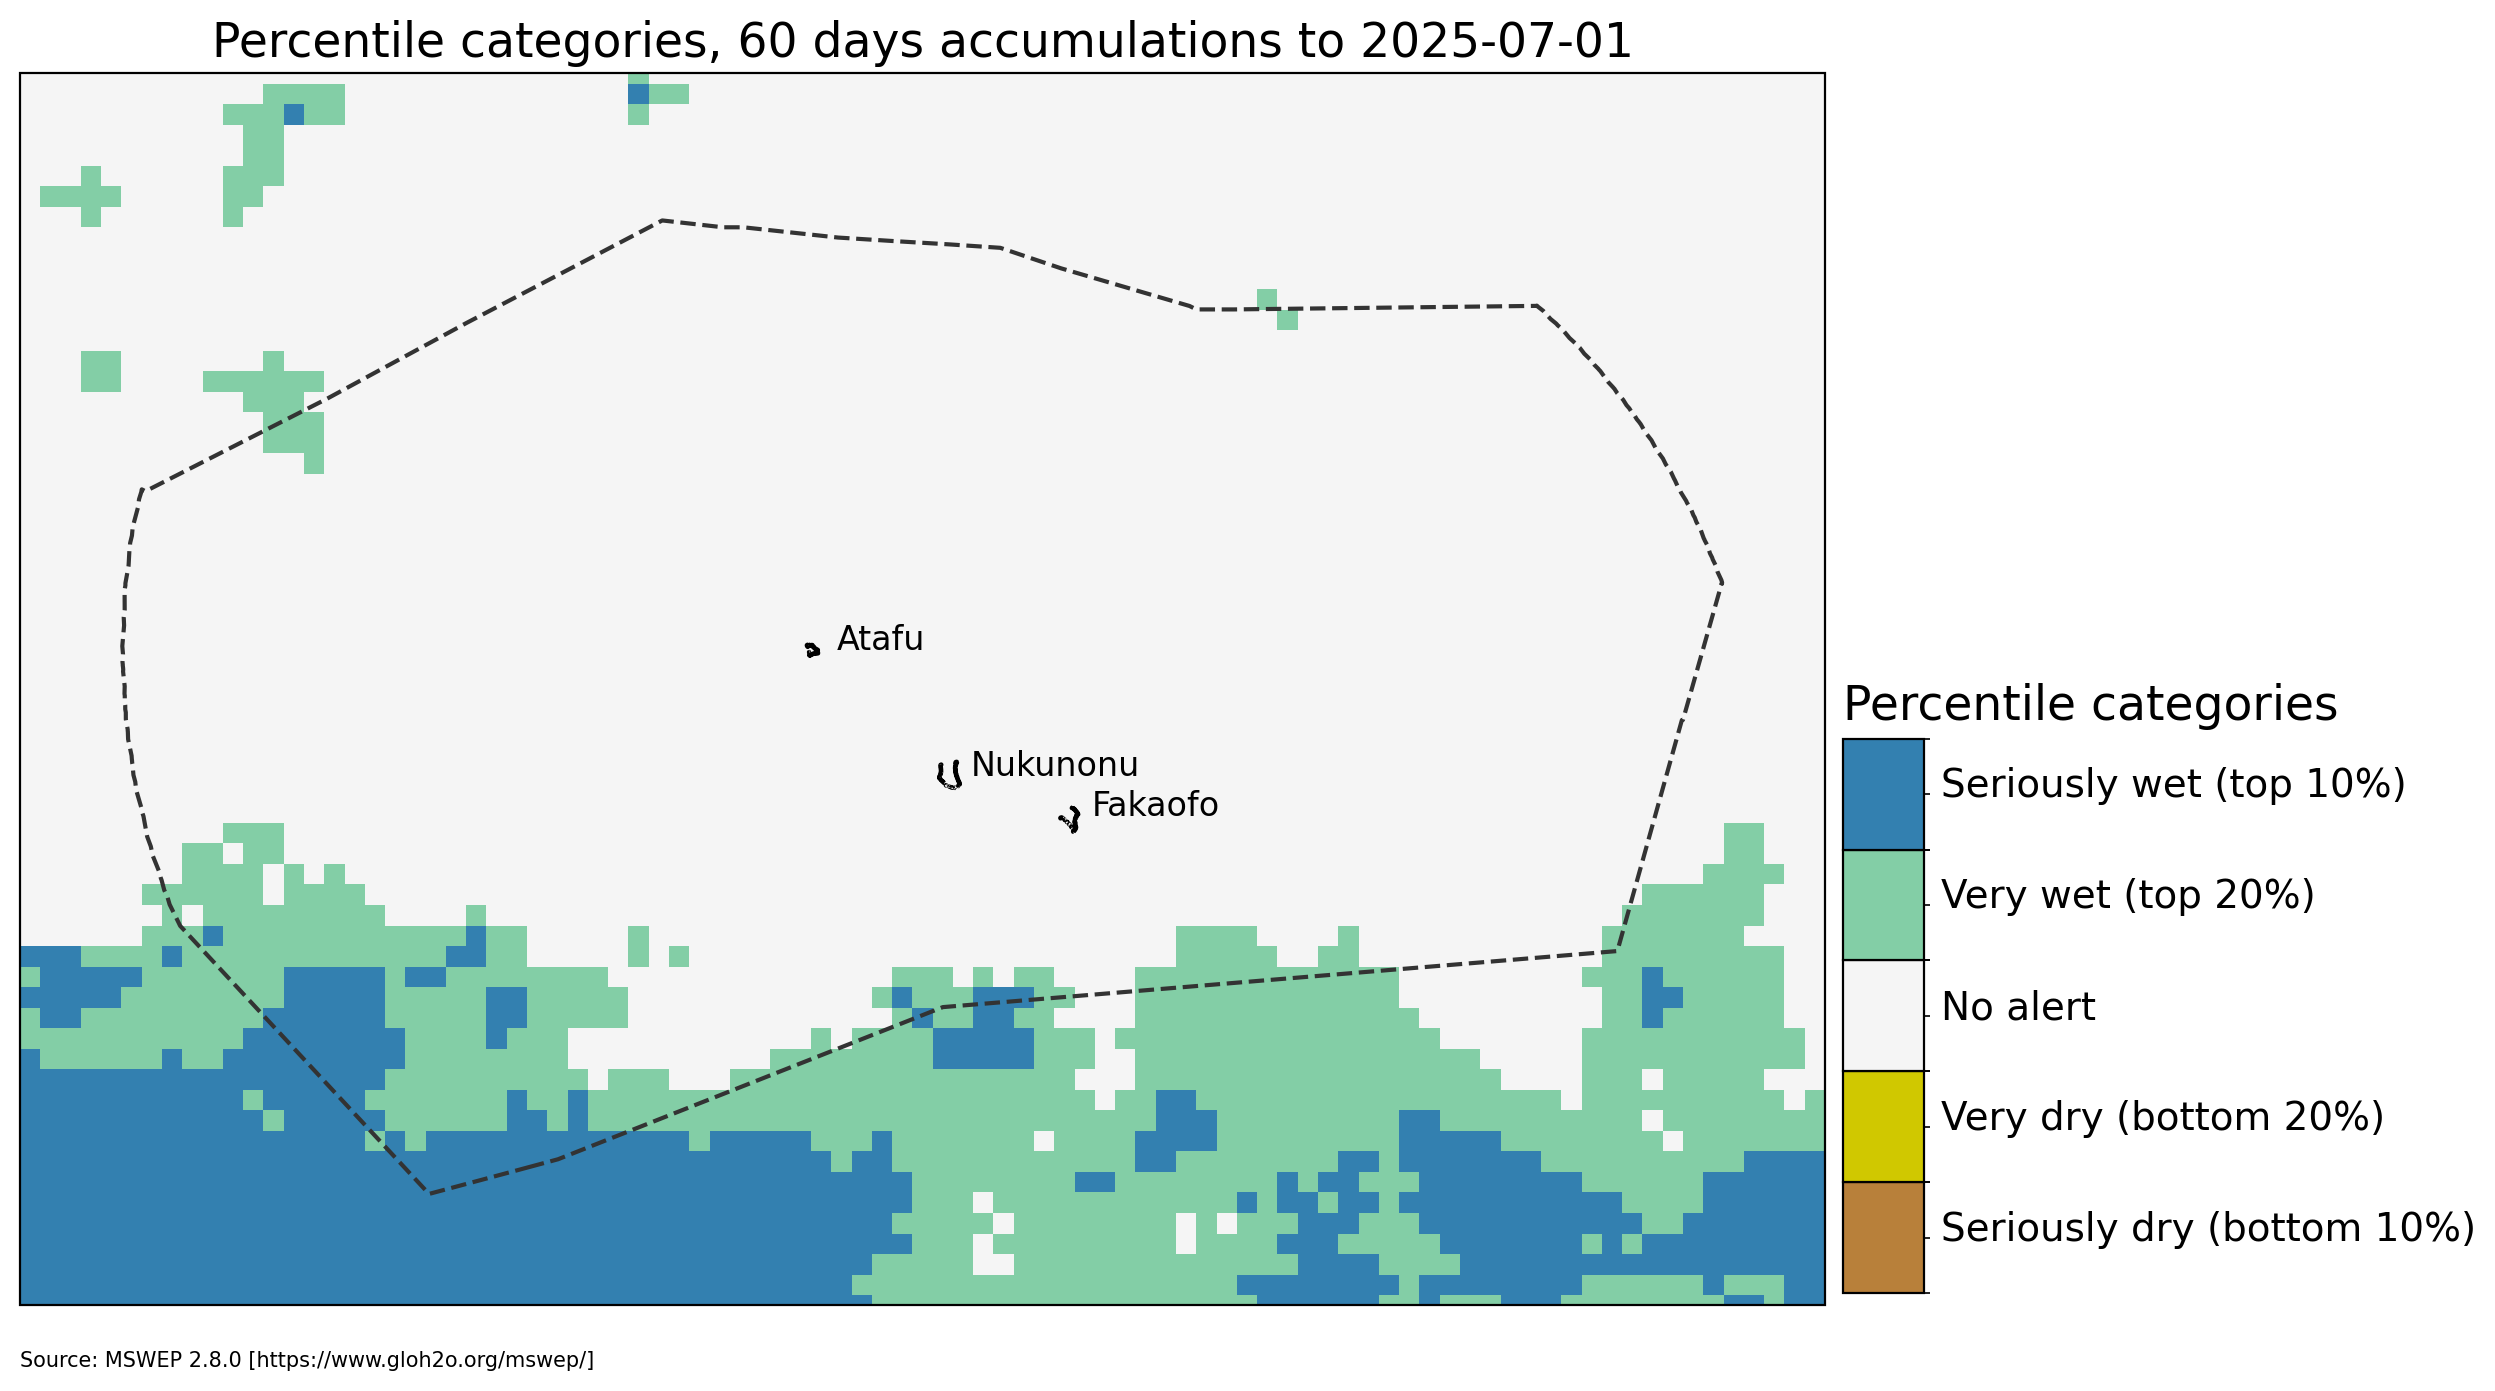 Percentile categories, 60 days accumulations to 2025-07-01
Atafu
Nukunonu
Fakaofo
Percentile categories
Seriously wet (top 10%)
Very wet (top 20%)
No alert
Very dry (bottom 20%)
Seriously dry (bottom 10%)
Source: MSWEP 2.8.0 [https://www.gloh2o.org/mswep/]